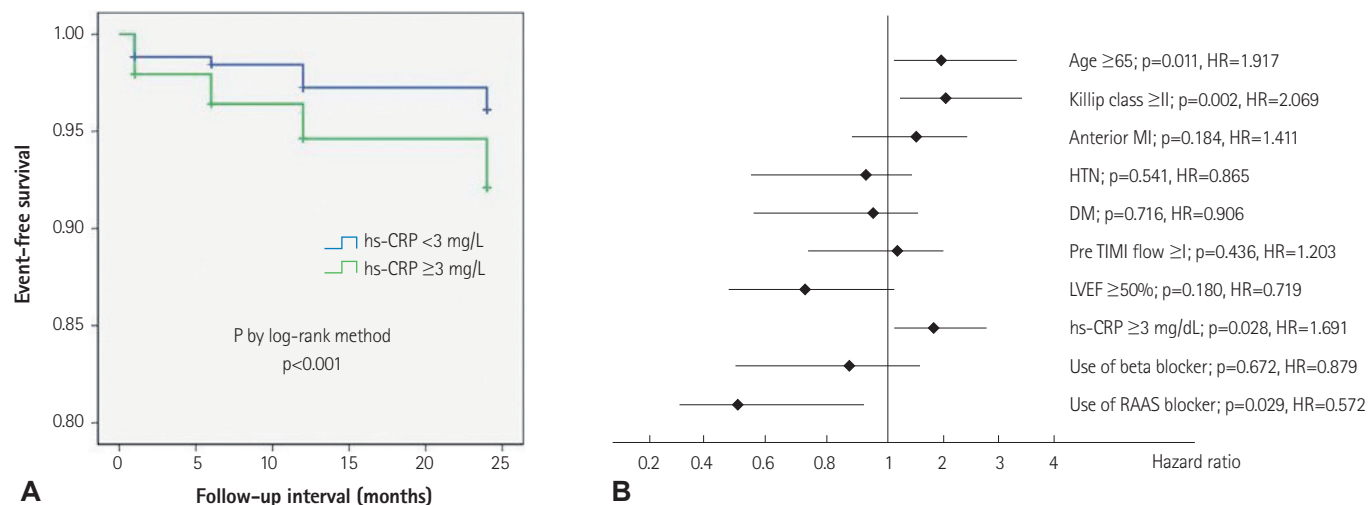 1.00
0.95
0.90
0.85
0.80
Event-free survival
hs-CRP <3 mg/L
hs-CRP ≥3 mg/L
P by log-rank method
p<0.001
0 5 10 15 20 25
Follow-up interval (months)
A
Age ≥65; p=0.011, HR=1.917
Killip class ≥II; p=0.002, HR=2.069
Anterior MI; p=0.184, HR=1.411
HTN; p=0.541, HR=0.865
DM; p=0.716, HR=0.906
Pre TIMI flow ≥I; p=0.436, HR=1.203
LVEF ≥50%; p=0.180, HR=0.719
hs-CRP ≥3 mg/dL; p=0.028, HR=1.691
Use of beta blocker; p=0.672, HR=0.879
Use of RAAS blocker; p=0.029, HR=0.572
0.2 0.4 0.6 0.8 1 2 3 4 Hazard ratio
B